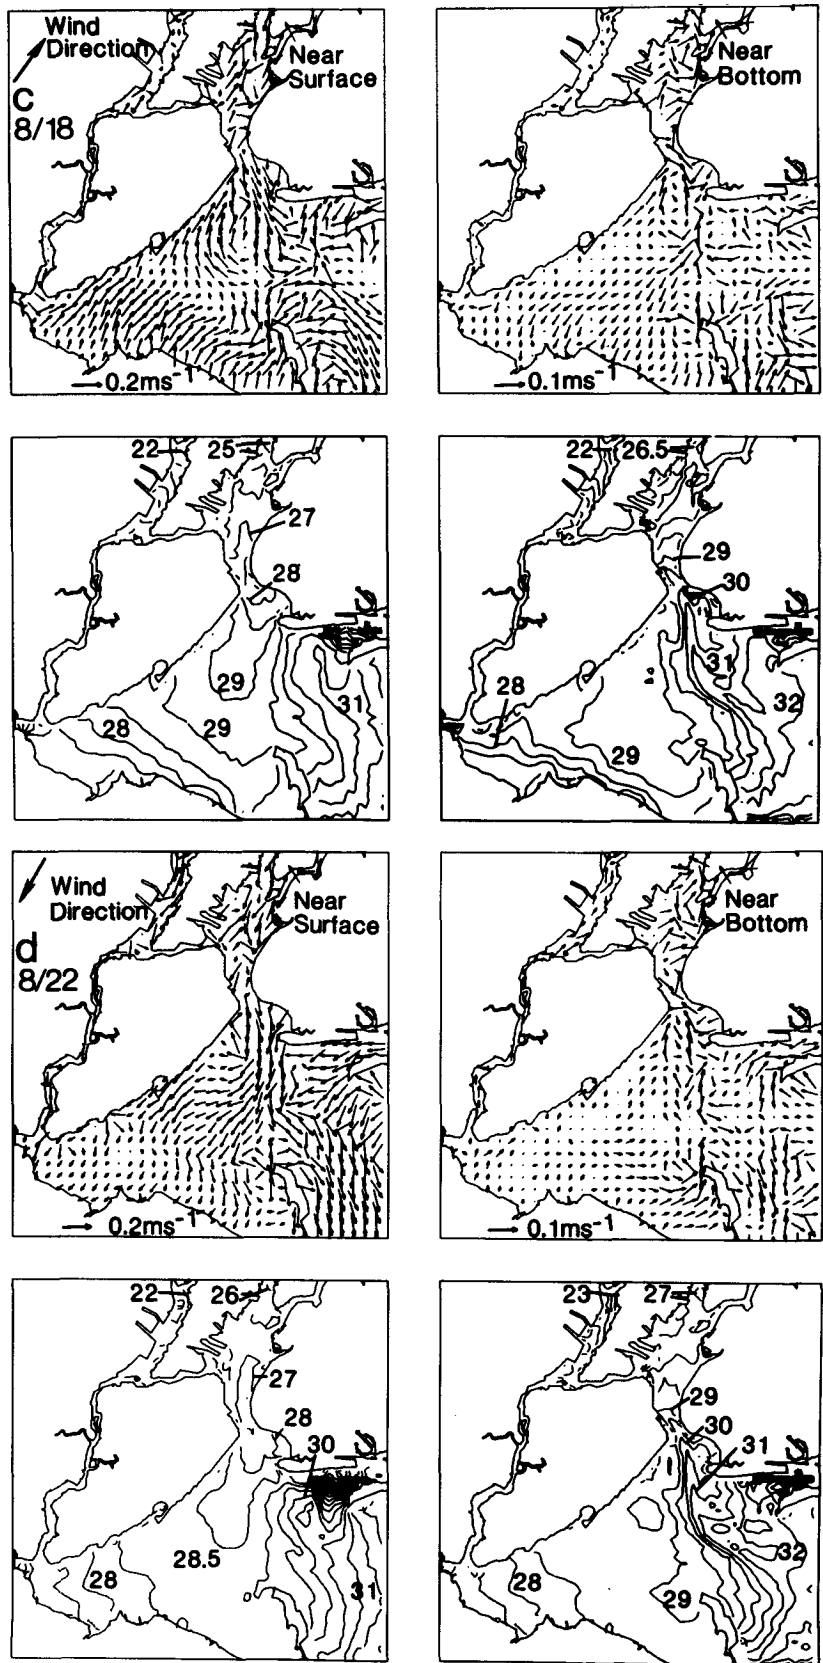 Wind
Direction
Near
Surface
c
8/18
0.2ms⁻¹
Near
Bottom
0.1ms⁻¹
22
25
27
28
29
28
29
31
22
26.5
29
30
31
32
28
29
Wind
Direction
Near
Surface
d
8/22
0.2ms⁻¹
Near
Bottom
0.1ms⁻¹
22
26
27
28
30
28.5
28
31
23
27
29
30
31
32
28
29